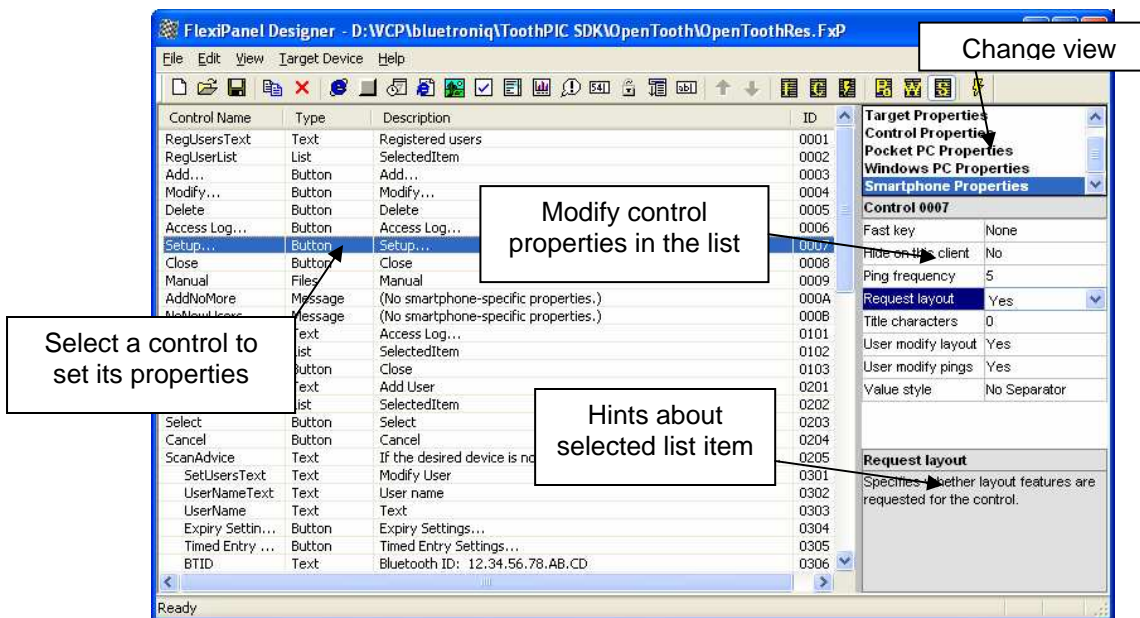 FlexiPanel Designer - D:\VCP\bluetroniq\ToothPIC SDK\OpenTooth\OpenToothRes.FxP
Change view
File Edit View Target Device Help
Control Name Type Description ID
RegUsersText Text Registered users 0001
RegUserList List SelectedItem 0002
Add... Button Add... 0003
Modify... Button Modify... 0004
Delete Button Delete 0005
Access Log... Button Access Log... 0006
Setup... Button Setup... 0007
Close Button Close 0008
Manual Files Manual 0009
AddNoMore Message (No smartphone-specific properties.) 000A
NoNewUsers Message (No smartphone-specific properties.) 000B
Text Access Log... 0101
List SelectedItem 0102
Button Close 0103
Text Add User 0201
List SelectedItem 0202
Select Button Select 0203
Cancel Button Cancel 0204
ScanAdvice Text If the desired device is no 0205
SetUsersText Text Modify User 0301
UserNameText Text User name 0302
UserName Text Text 0303
Expiry Settin... Button Expiry Settings... 0304
Timed Entry ... Button Timed Entry Settings... 0305
BTID Text Bluetooth ID: 12.34.56.78.AB.CD 0306
Target Properties
Control Properties
Pocket PC Properties
Windows PC Properties
Smartphone Properties
Control 0007
Fast key None
Hide on this client No
Ping frequency 5
Request layout Yes
Title characters 0
User modify layout Yes
User modify pings Yes
Value style No Separator
Request layout
Specifies whether layout features are
requested for the control.
Modify control
properties in the list
Select a control to
set its properties
Hints about
selected list item
Ready